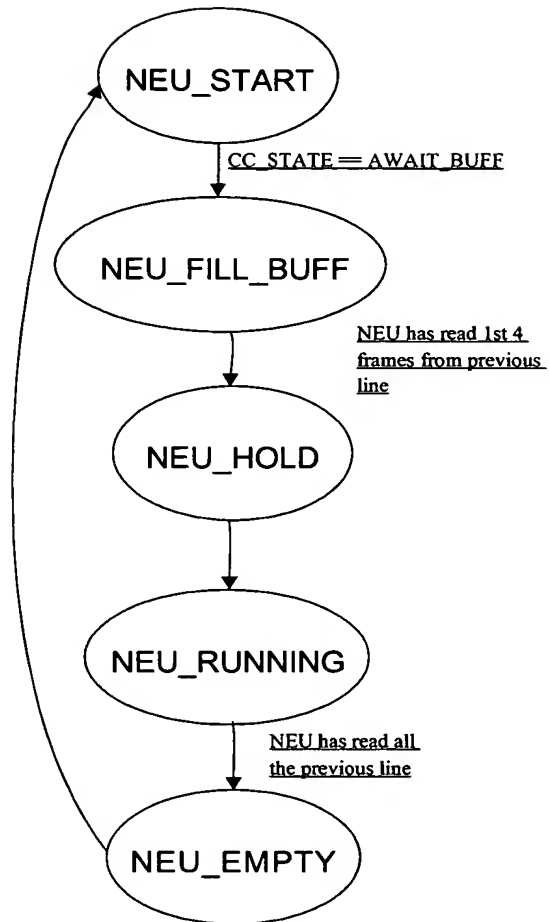 NEU_START
CC_STATE == AWAIT_BUFF
NEU_FILL_BUFF
NEU has read 1st 4
frames from previous
line
NEU_HOLD
NEU_RUNNING
NEU has read all
the previous line
NEU_EMPTY